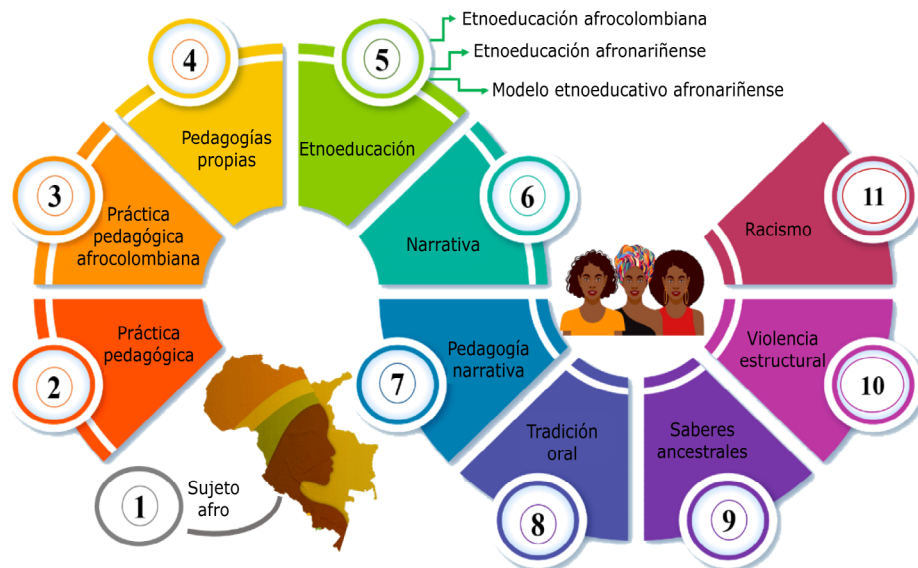 1
Sujeto
afro
2
Práctica
pedagógica
3
Práctica
pedagógica
afrocolombiana
4
Pedagogías
propias
5
Etnoeducación
Etnoeducación afrocolombiana
Etnoeducación afronariñense
Modelo etnoeducativo afronariñense
6
Narrativa
7
Pedagogía
narrativa
8
Tradición
oral
9
Saberes
ancestrales
10
Violencia
estructural
11
Racismo